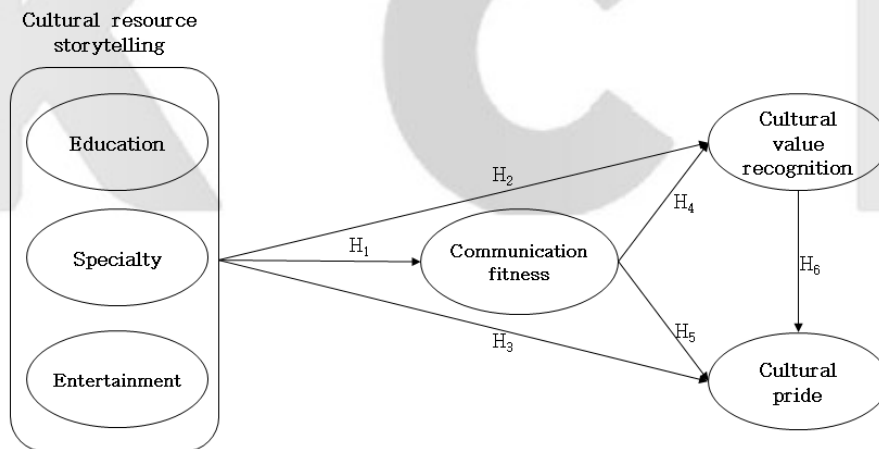 Cultural resource
storytelling
Education
Specialty
Entertainment
H₁
H₂
H₃
Communication
fitness
H₄
H₅
Cultural
value
recognition
H₆
Cultural
pride